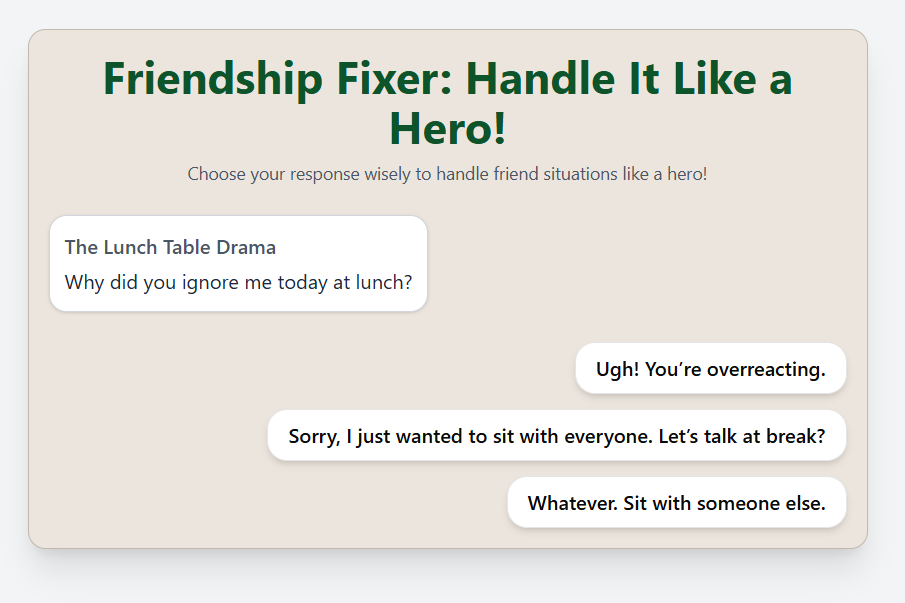 Friendship Fixer: Handle It Like a
Hero!
Choose your response wisely to handle friend situations like a hero!
The Lunch Table Drama
Why did you ignore me today at lunch?
Ugh! You’re overreacting.
Sorry, I just wanted to sit with everyone. Let’s talk at break?
Whatever. Sit with someone else.